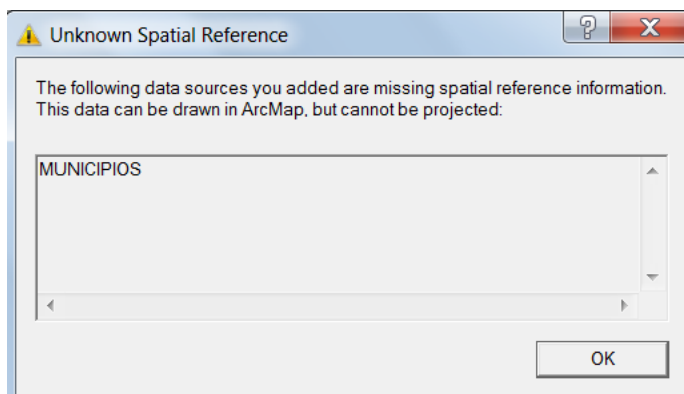 Unknown Spatial Reference
The following data sources you added are missing spatial reference information.
This data can be drawn in ArcMap, but cannot be projected:
MUNICIPIOS
OK